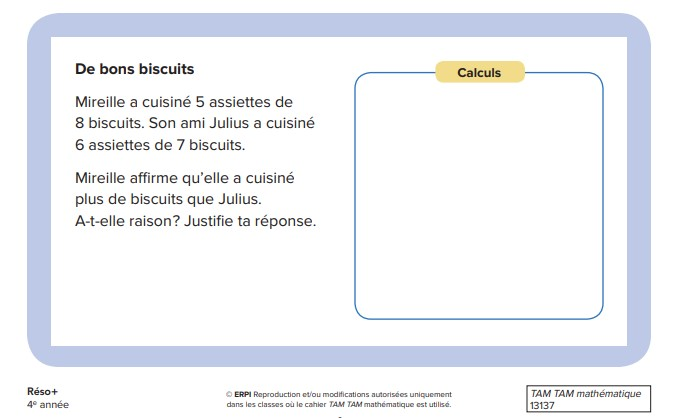 De bons biscuits
Mireille a cuisiné 5 assiettes de
8 biscuits. Son ami Julius a cuisiné
6 assiettes de 7 biscuits.
Mireille affirme qu’elle a cuisiné
plus de biscuits que Julius.
A-t-elle raison? Justifie ta réponse.
Calculs
Réso+
4e année
© ERPI Reproduction et/ou modifications autorisées uniquement
dans les classes où le cahier TAM TAM mathématique est utilisé.
TAM TAM mathématique
13137